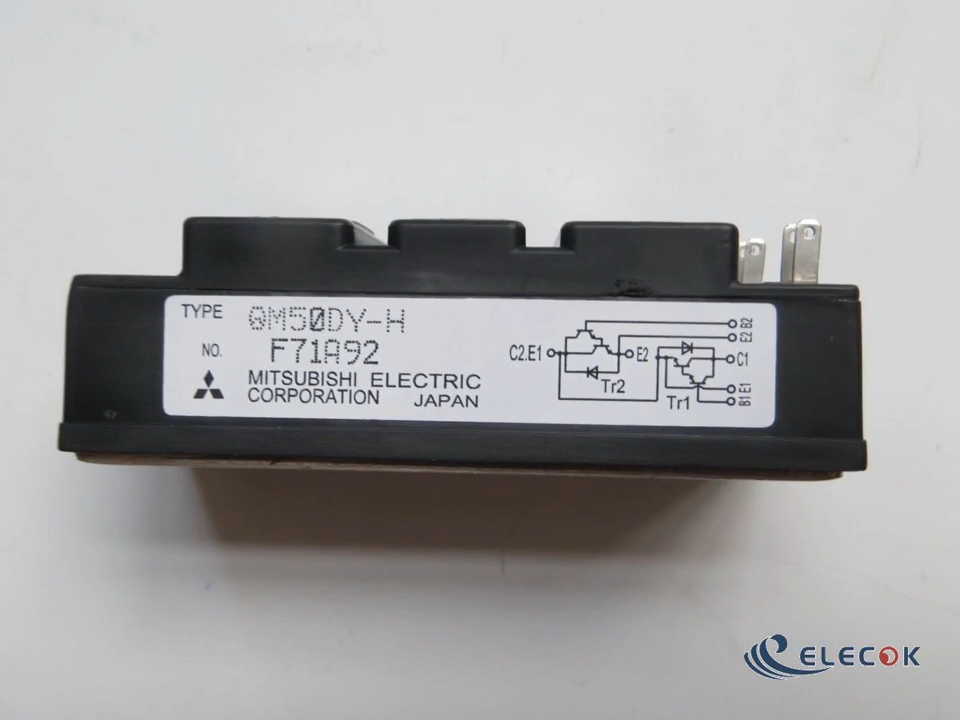 TYPE QM50DY-H
NO. F71A92
MITSUBISHI ELECTRIC
CORPORATION JAPAN
B2
E2
C2.E1
E2
C1
Tr2
E1
Tr1
B1
ELECOK